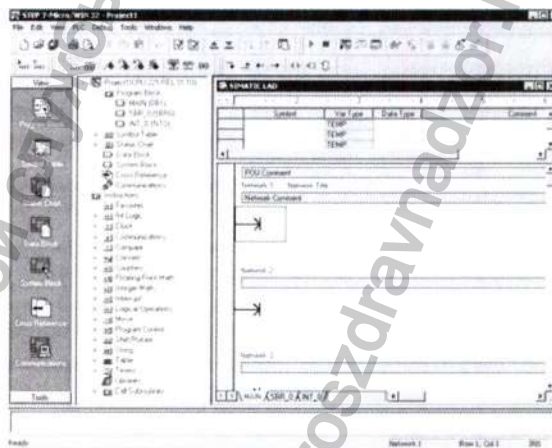 STEP 7-Micro/WIN 32 - Project1
File Edit View PLC Debug Tools Windows Help
View
Program Block
Status Chart
Data Block
System Block
Cross Reference
Communications
Tools
Program Block
MAIN (OB1)
SBR_0 (SBR0)
INT_0 (INT0)
Symbol Table
Status Chart
Data Block
System Block
Cross Reference
Communications
Instructions
Favorites
Bit Logic
Clock
Communications
Compare
Convert
Counters
Floating Point Math
Integer Math
Interrupt
Logical Operations
Move
Program Control
Shift/Rotate
String
Table
Timers
Libraries
Call Subroutines
SIMATIC LAD
Symbol Var Type Data Type Comment
TEMP
TEMP
TEMP
POU Comment
Network 1 Network Title
Network Comment
Network 2
Network 3
MAIN SBR_0 INT_0
Ready
Network 1 Row 1, Col 1
roszdravnadzor